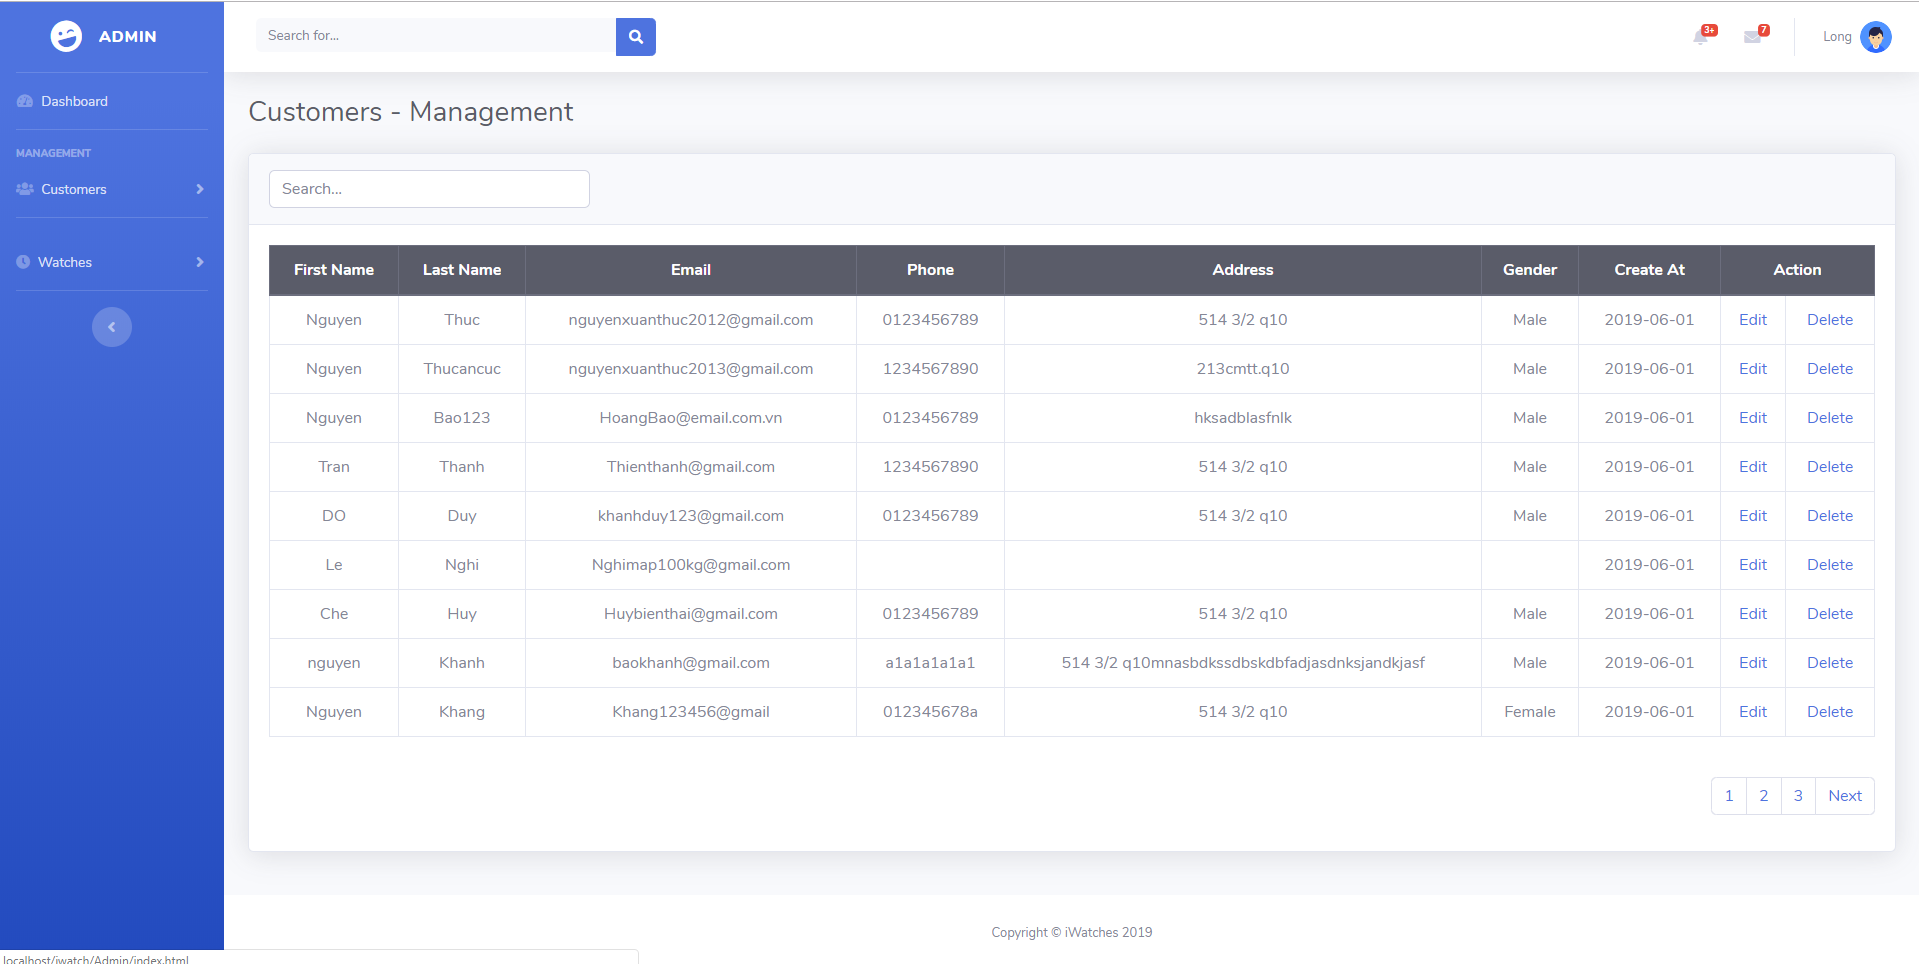 ADMIN
Search for...
3+
7
Long
Dashboard
MANAGEMENT
Customers
Watches
Customers - Management
Search...
First Name Last Name Email Phone Address Gender Create At Action
Nguyen Thuc nguyenxuanthuc2012@gmail.com 0123456789 514 3/2 q10 Male 2019-06-01 Edit Delete
Nguyen Thucancuc nguyenxuanthuc2013@gmail.com 1234567890 213cmtt.q10 Male 2019-06-01 Edit Delete
Nguyen Bao123 HoangBao@email.com.vn 0123456789 hksadblasfnlk Male 2019-06-01 Edit Delete
Tran Thanh Thienthanh@gmail.com 1234567890 514 3/2 q10 Male 2019-06-01 Edit Delete
DO Duy khanhduy123@gmail.com 0123456789 514 3/2 q10 Male 2019-06-01 Edit Delete
Le Nghi Nghimap100kg@gmail.com 2019-06-01 Edit Delete
Che Huy Huybienthai@gmail.com 0123456789 514 3/2 q10 Male 2019-06-01 Edit Delete
nguyen Khanh baokhanh@gmail.com a1a1a1a1a1 514 3/2 q10mnasbdkssdbskdbfadjasdnksjandkjasf Male 2019-06-01 Edit Delete
Nguyen Khang Khang123456@gmail 012345678a 514 3/2 q10 Female 2019-06-01 Edit Delete
1 2 3 Next
Copyright © iWatches 2019
localhost/iwatch/Admin/index.html